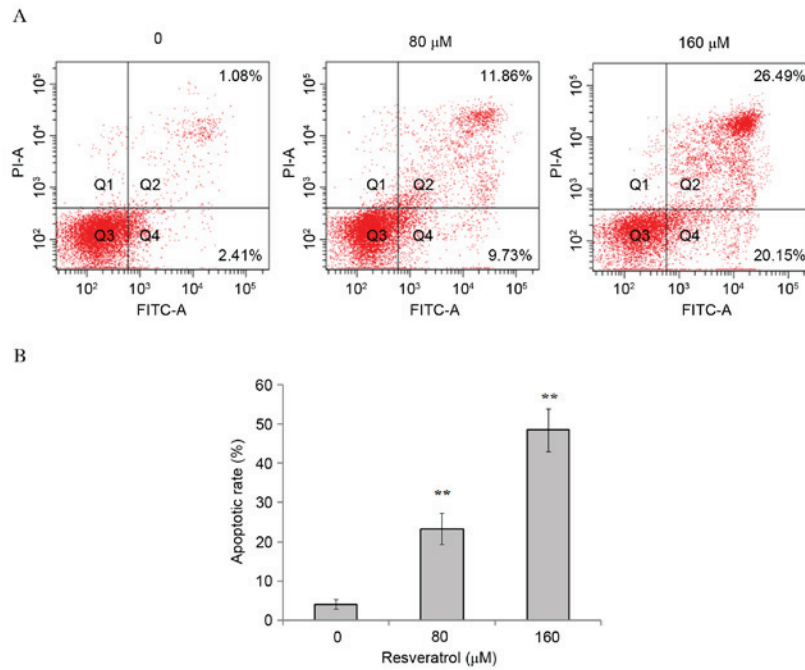 A
0
80 μM
160 μM
1.08%
11.86%
26.49%
10⁵
10⁴
10³
10²
PI-A
Q1 Q2
Q3 Q4
2.41%
10² 10³ 10⁴ 10⁵
FITC-A
10⁵
10⁴
10³
10²
PI-A
Q1 Q2
Q3 Q4
9.73%
10² 10³ 10⁴ 10⁵
FITC-A
10⁵
10⁴
10³
10²
PI-A
Q1 Q2
Q3 Q4
20.15%
10² 10³ 10⁴ 10⁵
FITC-A
B
60
50
40
30
20
10
0
Apoptotic rate (%)
**
**
0 80 160
Resveratrol (μM)